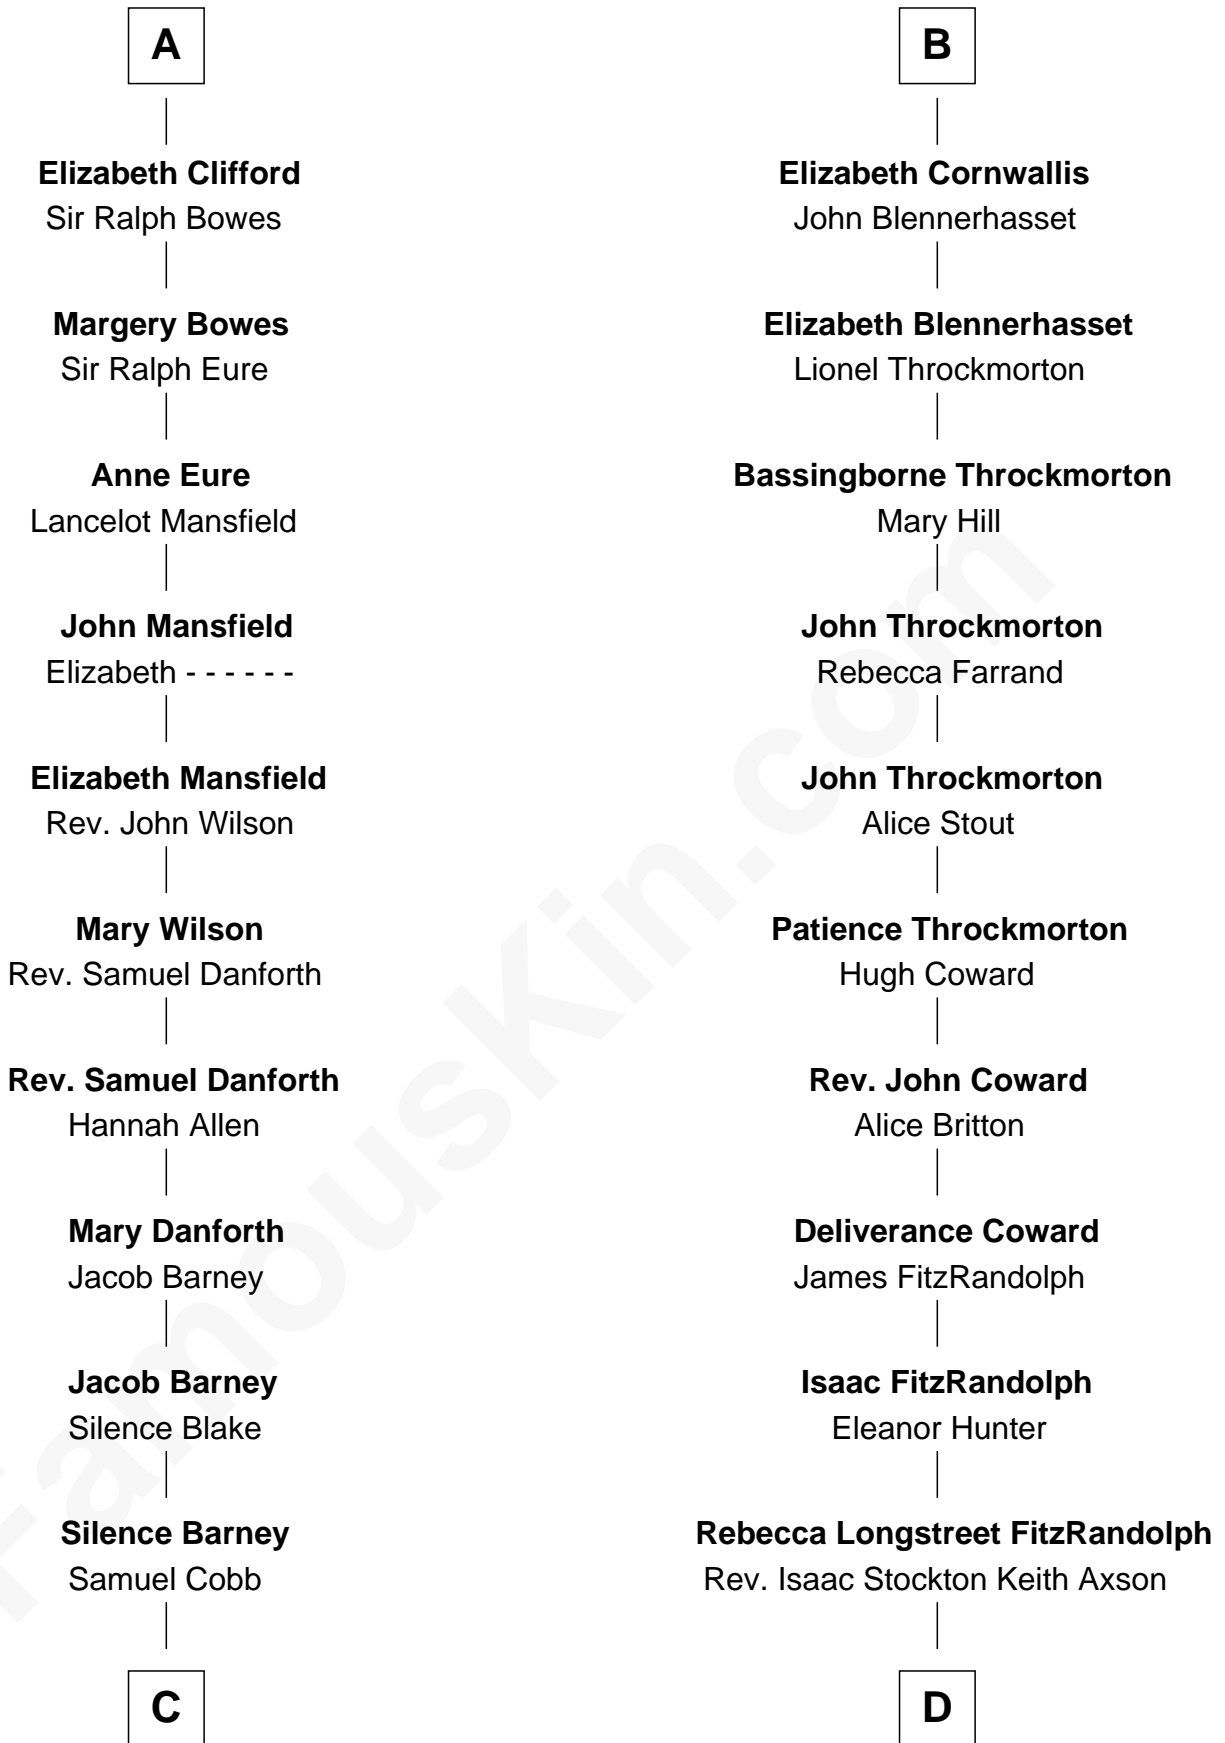 A
Elizabeth Clifford
Sir Ralph Bowes
Margery Bowes
Sir Ralph Eure
Anne Eure
Lancelot Mansfield
John Mansfield
Elizabeth - - - - - -
Elizabeth Mansfield
Rev. John Wilson
Mary Wilson
Rev. Samuel Danforth
Rev. Samuel Danforth
Hannah Allen
Mary Danforth
Jacob Barney
Jacob Barney
Silence Blake
Silence Barney
Samuel Cobb
C
B
Elizabeth Cornwallis
John Blennerhasset
Elizabeth Blennerhasset
Lionel Throckmorton
Bassingborne Throckmorton
Mary Hill
John Throckmorton
Rebecca Farrand
John Throckmorton
Alice Stout
Patience Throckmorton
Hugh Coward
Rev. John Coward
Alice Britton
Deliverance Coward
James FitzRandolph
Isaac FitzRandolph
Eleanor Hunter
Rebecca Longstreet FitzRandolph
Rev. Isaac Stockton Keith Axson
D
FamousKin.com